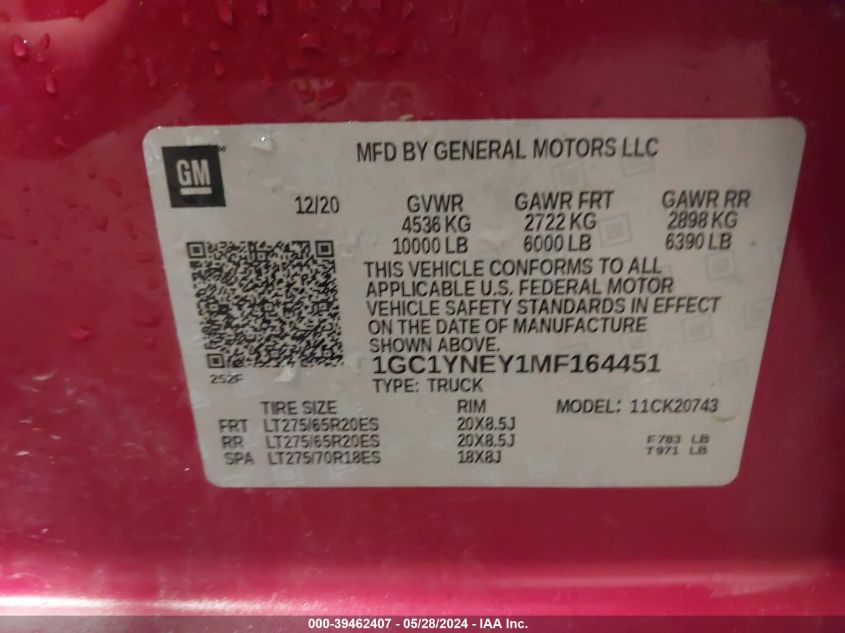 GM
MFD BY GENERAL MOTORS LLC
12/20
GVWR GAWR FRT GAWR RR
4536 KG 2722 KG 2898 KG
10000 LB 6000 LB 6390 LB
THIS VEHICLE CONFORMS TO ALL
APPLICABLE U.S. FEDERAL MOTOR
VEHICLE SAFETY STANDARDS IN EFFECT
ON THE DATE OF MANUFACTURE
SHOWN ABOVE.
252F
1GC1YNEY1MF164451
TYPE: TRUCK
TIRE SIZE RIM MODEL: 11CK20743
FRT LT275/65R20ES 20X8.5J
RR LT275/65R20ES 20X8.5J F783 LB
SPA LT275/70R18ES 18X8J T971 LB
000-39462407 / 05/28/2024 - IAA Inc.